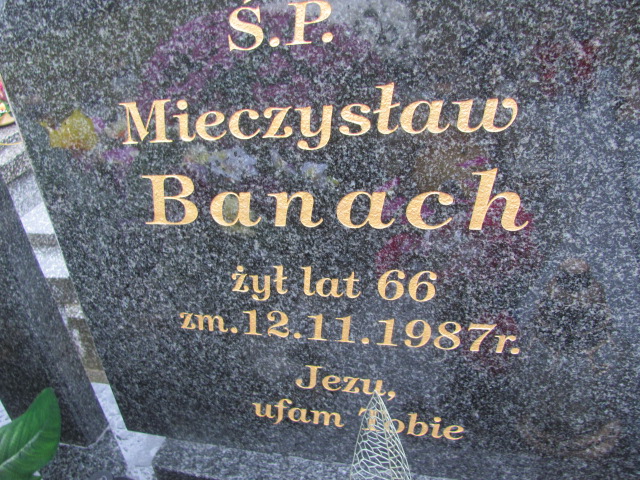 Ś.P.
Mieczysław
Banach
żył lat 66
zm.12.11.1987r.
Jezu,
ufam Tobie